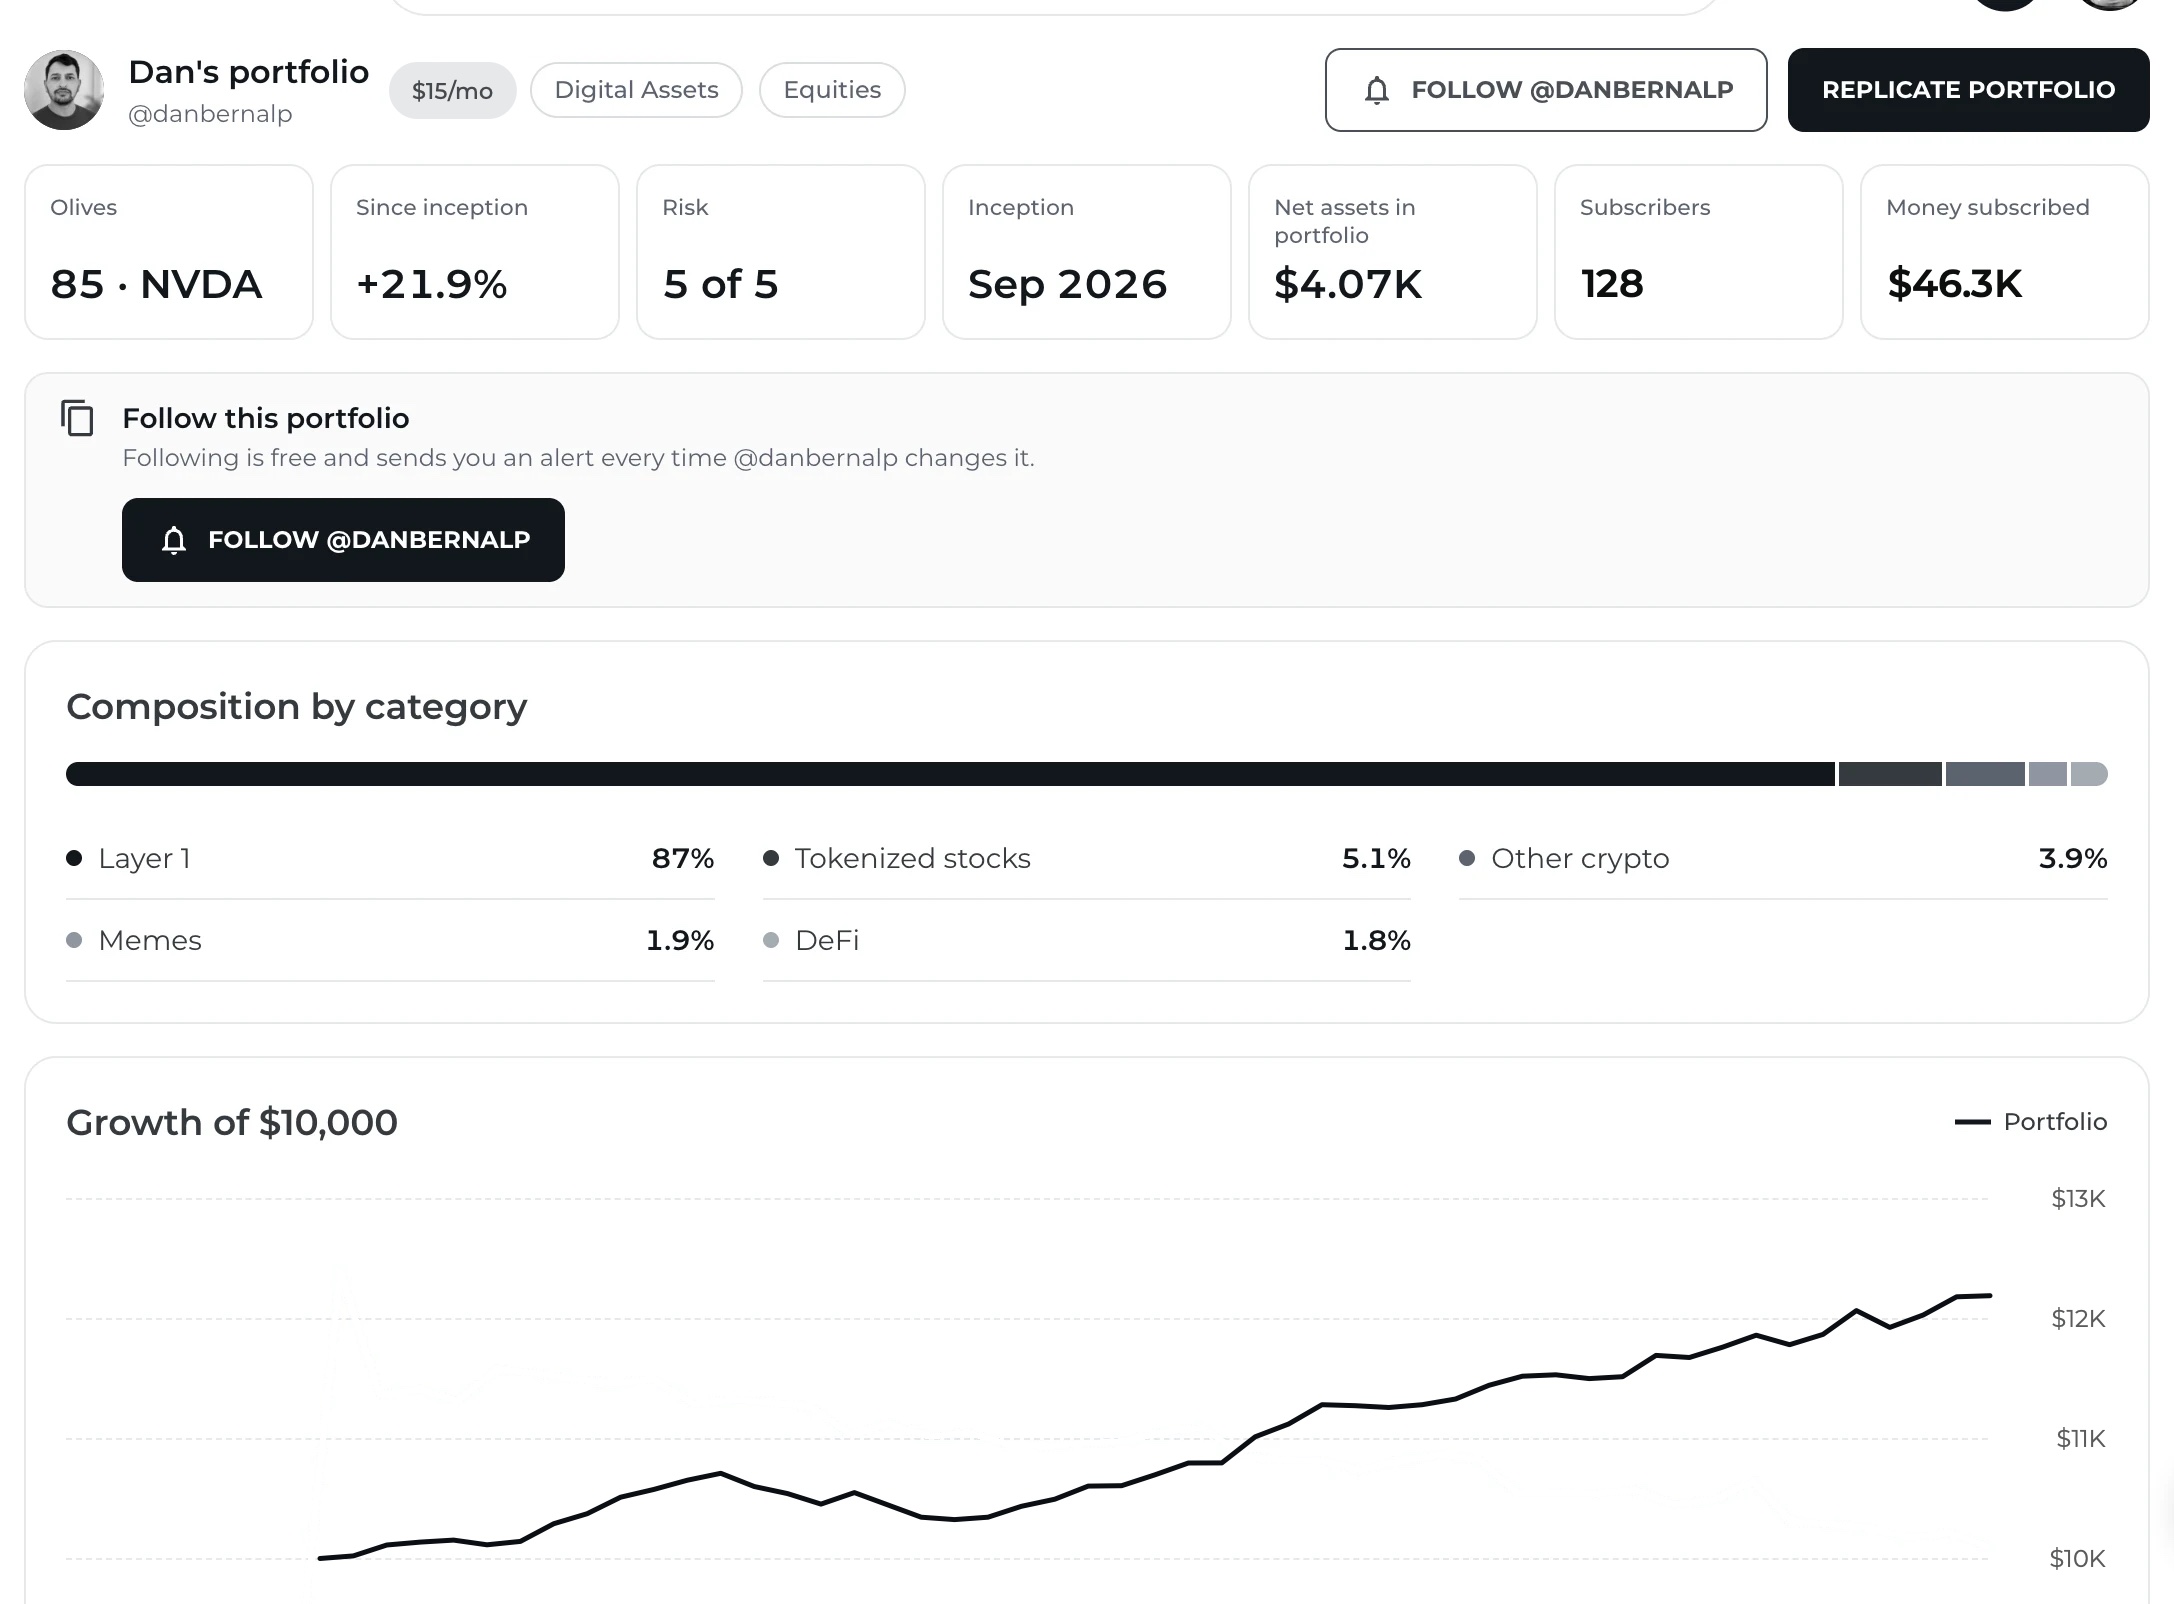 Dan's portfolio
@danbernalp
$15/mo
Digital Assets
Equities
FOLLOW @DANBERNALP
REPLICATE PORTFOLIO
Olives
85 · NVDA
Since inception
+21.9%
Risk
5 of 5
Inception
Sep 2026
Net assets in
portfolio
$4.07K
Subscribers
128
Money subscribed
$46.3K
Follow this portfolio
Following is free and sends you an alert every time @danbernalp changes it.
FOLLOW @DANBERNALP
Composition by category
Layer 1 87%
Tokenized stocks 5.1%
Other crypto 3.9%
Memes 1.9%
DeFi 1.8%
Growth of $10,000
Portfolio
$13K
$12K
$11K
$10K